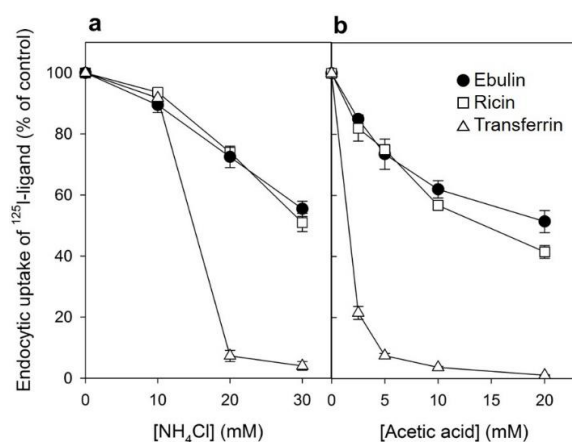 a
b
Endocytic uptake of ¹²⁵I-ligand (% of control)
100
80
60
40
20
0
Ebulin
Ricin
Transferrin
0 10 20 30
0 5 10 15 20
[NH₄Cl] (mM)
[Acetic acid] (mM)